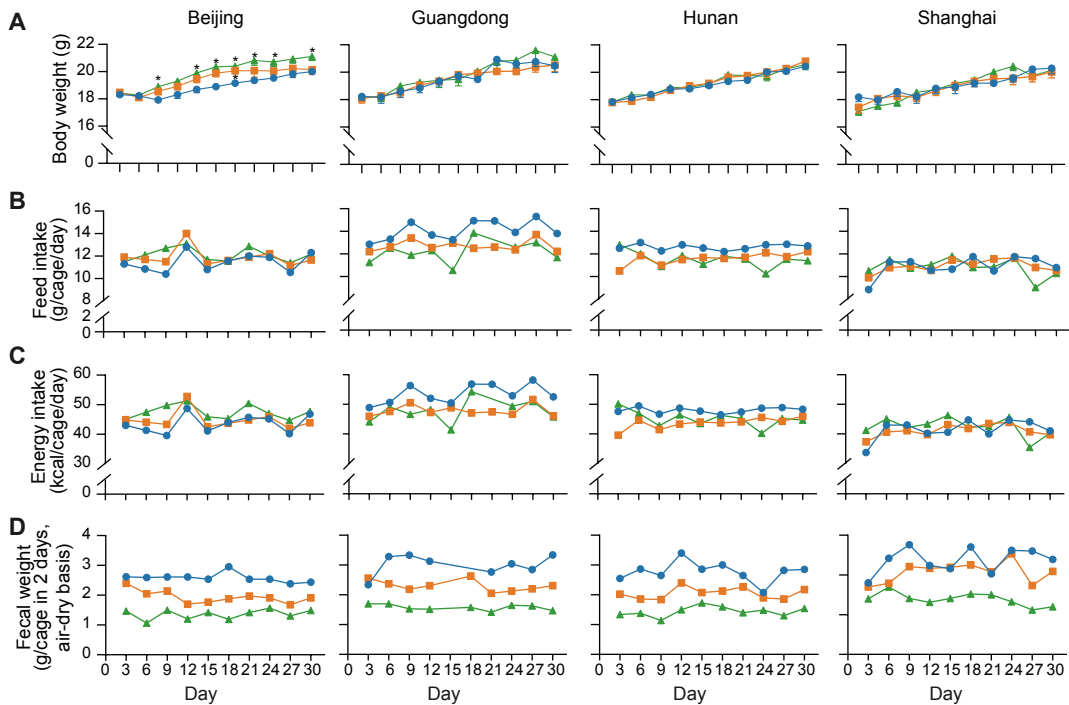 Beijing Guangdong Hunan Shanghai
A
Body weight (g)
22
20
18
16
0
* * * * * * * *
B
Feed intake
(g/cage/day)
16
14
12
10
8
2
0
C
Energy intake
(kcal/cage/day)
60
50
40
30
0
D
Fecal weight
(g/cage in 2 days,
air-dry basis)
4
3
2
1
0
0 3 6 9 12 15 18 21 24 27 30
0 3 6 9 12 15 18 21 24 27 30
0 3 6 9 12 15 18 21 24 27 30
0 3 6 9 12 15 18 21 24 27 30
Day Day Day Day